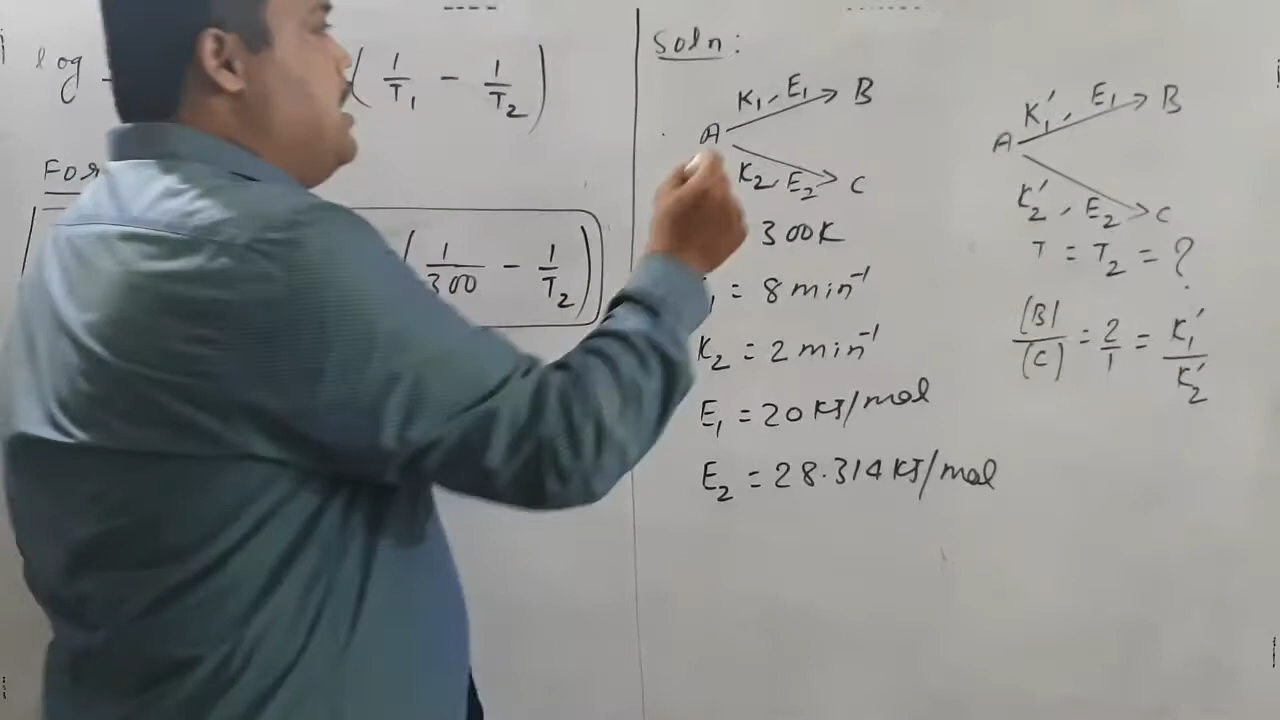 log ( 1/T₁ − 1/T₂ )
For
( 1/300 − 1/T₂ )
Soln :
K₁, E₁ B
A
K₂, E₂ C
300K
₁ = 8 min⁻¹
K₂ = 2 min⁻¹
E₁ = 20 KJ/mol
E₂ = 28.314 KJ/mol
K₁′, E₁ B
A
K₂′, E₂ C
T = T₂ = ?
[B]/[C] = 2/1 = K₁′/K₂′